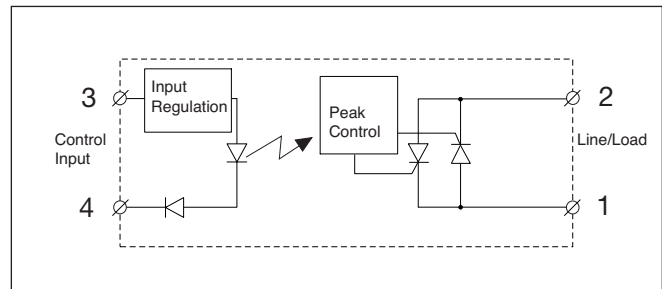 3
Input
Regulation
Control
Input
4
Peak
Control
2
Line/Load
1